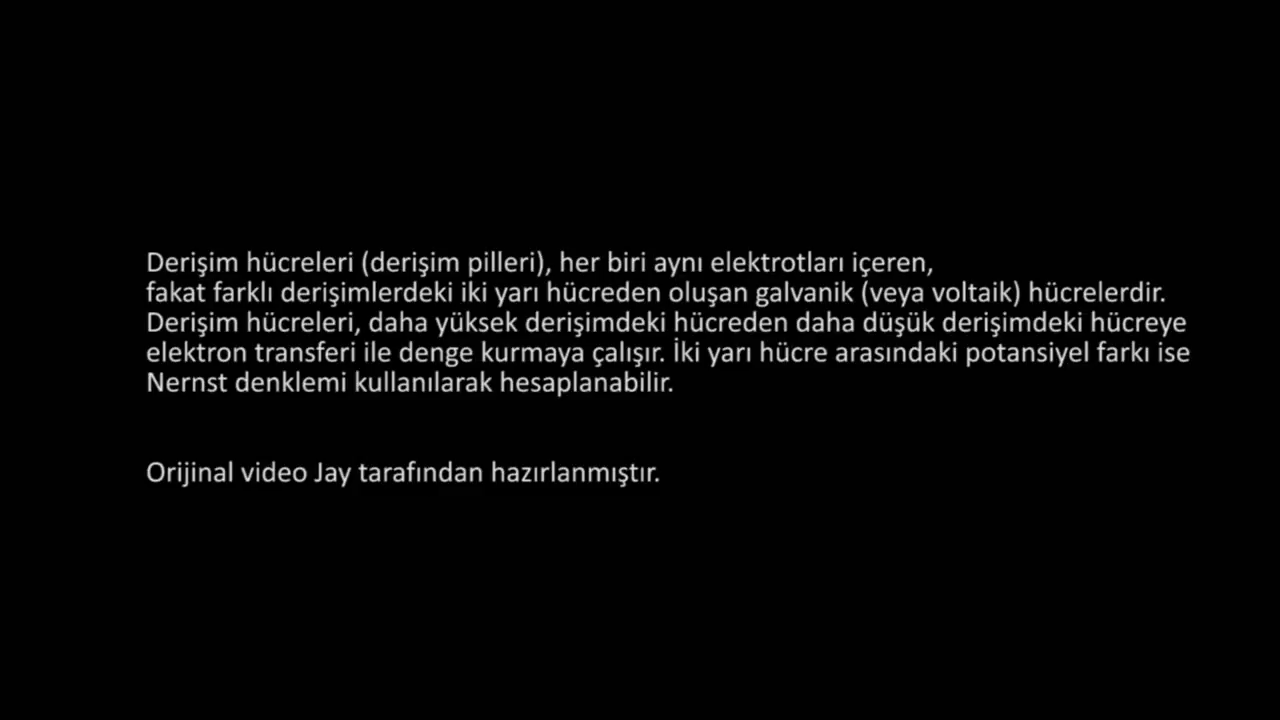 Derişim hücreleri (derişim pilleri), her biri aynı elektrotları içeren,
fakat farklı derişimlerdeki iki yarı hücreden oluşan galvanik (veya voltaik) hücrelerdir.
Derişim hücreleri, daha yüksek derişimdeki hücreden daha düşük derişimdeki hücreye
elektron transferi ile denge kurmaya çalışır. İki yarı hücre arasındaki potansiyel farkı ise
Nernst denklemi kullanılarak hesaplanabilir.
Orijinal video Jay tarafından hazırlanmıştır.